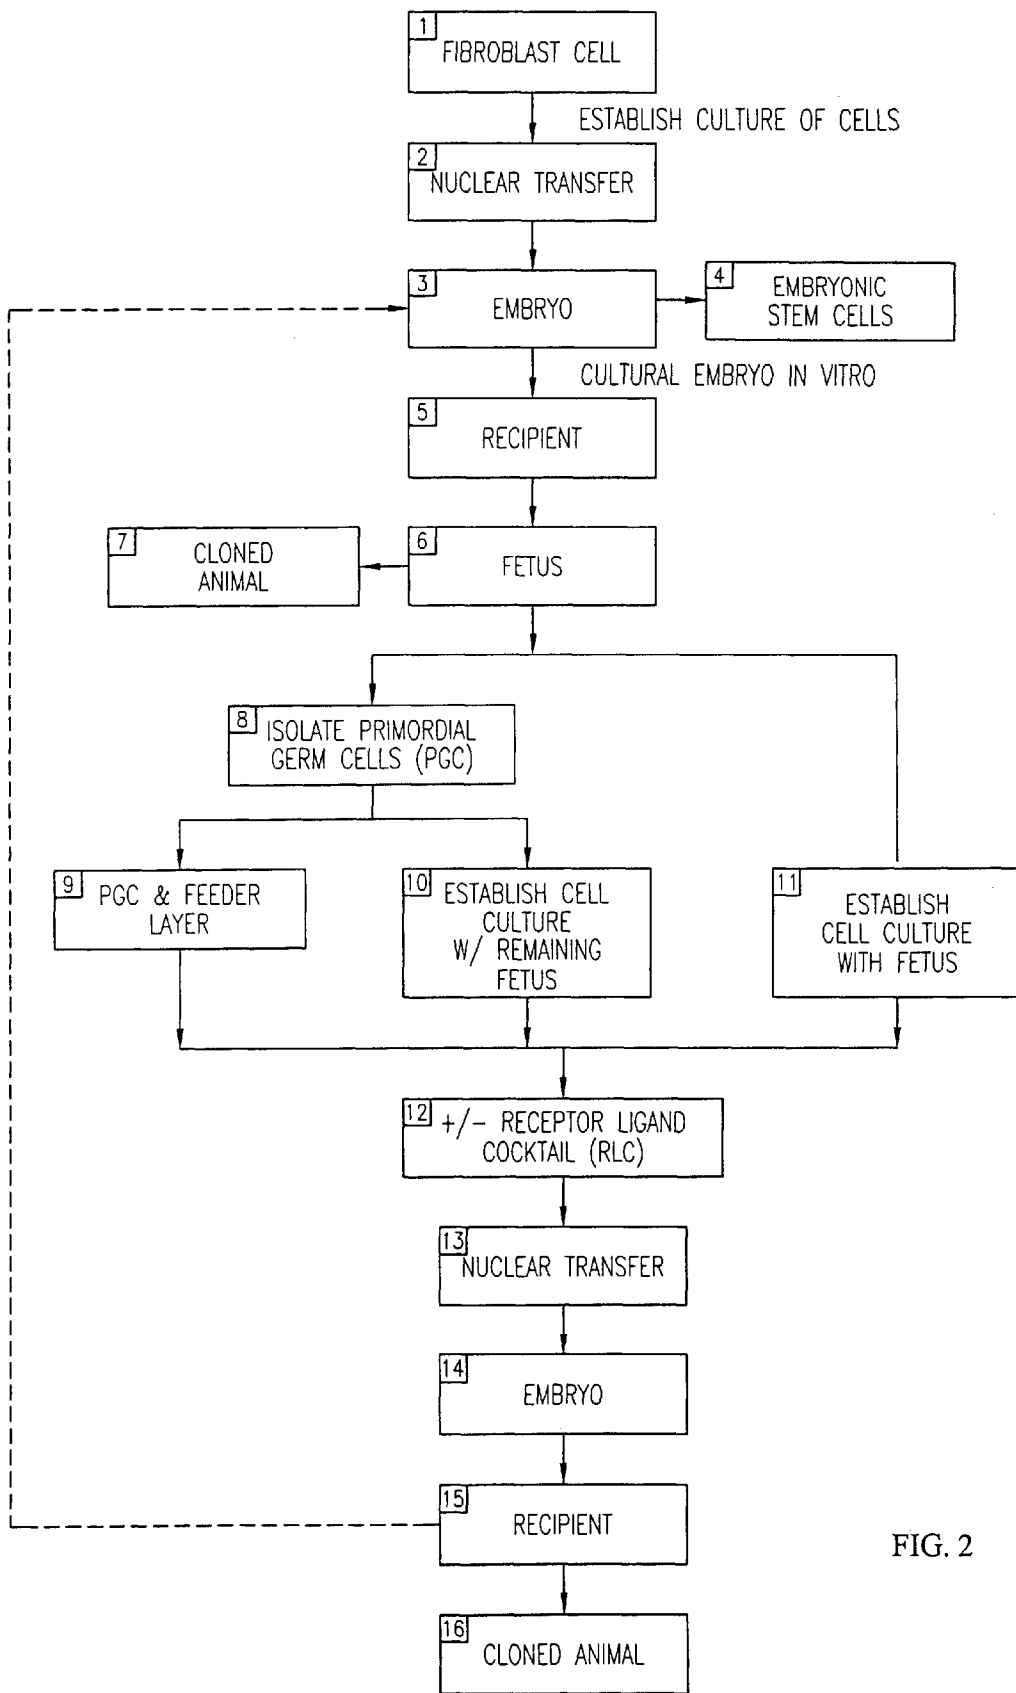 1
FIBROBLAST CELL
ESTABLISH CULTURE OF CELLS
2
NUCLEAR TRANSFER
3
EMBRYO
4
EMBRYONIC
STEM CELLS
CULTURAL EMBRYO IN VITRO
5
RECIPIENT
7
CLONED
ANIMAL
6
FETUS
8
ISOLATE PRIMORDIAL
GERM CELLS (PGC)
9
PGC & FEEDER
LAYER
10
ESTABLISH CELL
CULTURE
W/ REMAINING
FETUS
11
ESTABLISH
CELL CULTURE
WITH FETUS
12
+/- RECEPTOR LIGAND
COCKTAIL (RLC)
13
NUCLEAR TRANSFER
14
EMBRYO
15
RECIPIENT
FIG. 2
16
CLONED ANIMAL